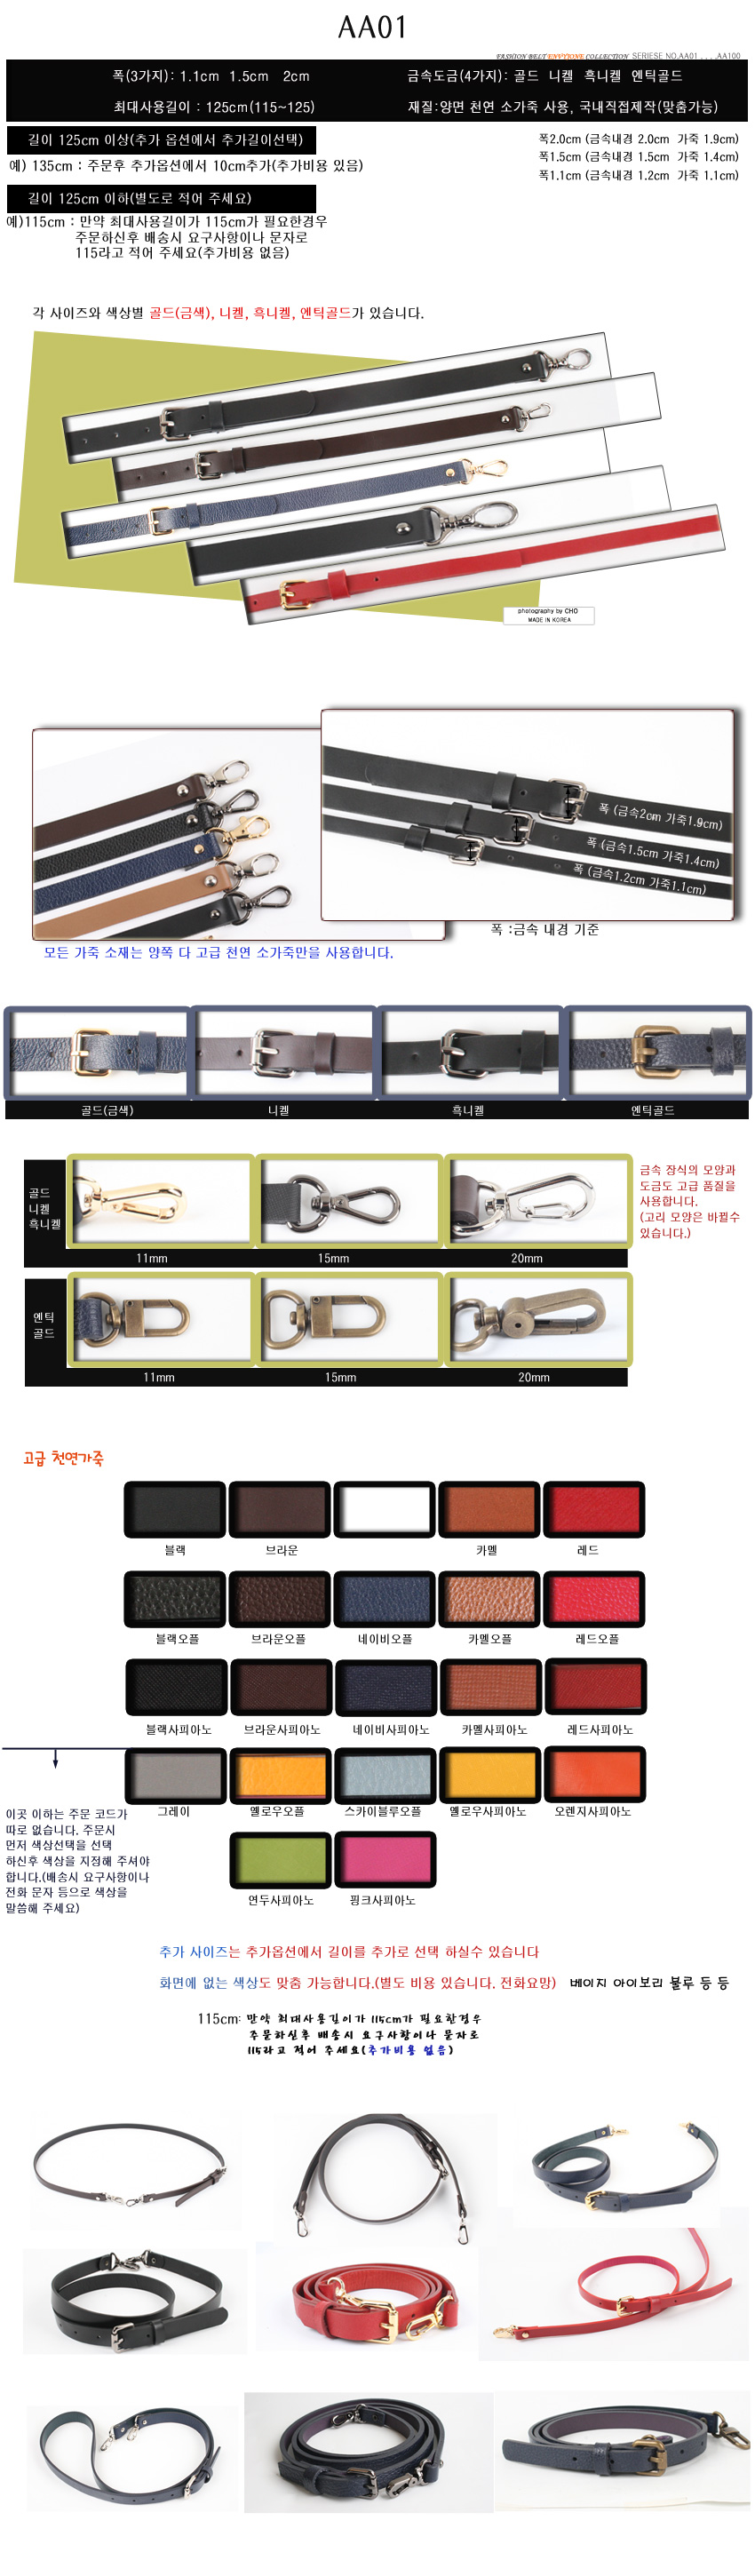 AA01
FASHION BELT ENVYTONE COLLECTION SERIESE NO.AA01 . . . .AA100
폭(3가지): 1.1cm 1.5cm 2cm
금속도금(4가지): 골드 니켈 흑니켈 엔틱골드
최대사용길이 : 125cm(115~125)
재질:양면 천연 소가죽 사용, 국내직접제작(맞춤가능)
길이 125cm 이상(추가 옵션에서 추가길이선택)
예) 135cm : 주문후 추가옵션에서 10cm추가(추가비용 있음)
폭2.0cm (금속내경 2.0cm 가죽 1.9cm)
폭1.5cm (금속내경 1.5cm 가죽 1.4cm)
폭1.1cm (금속내경 1.2cm 가죽 1.1cm)
길이 125cm 이하(별도로 적어 주세요)
예)115cm : 만약 최대사용길이가 115cm가 필요한경우
주문하신후 배송시 요구사항이나 문자로
115라고 적어 주세요(추가비용 없음)
각 사이즈와 색상별 골드(금색), 니켈, 흑니켈, 엔틱골드가 있습니다.
photography by CHO
MADE IN KOREA
폭 (금속2cm 가죽1.9cm)
폭 (금속1.5cm 가죽1.4cm)
폭 (금속1.2cm 가죽1.1cm)
폭 :금속 내경 기준
모든 가죽 소재는 양쪽 다 고급 천연 소가죽만을 사용합니다.
골드(금색) 니켈 흑니켈 엔틱골드
골드
니켈
흑니켈
11mm 15mm 20mm
금속 장식의 모양과
도금도 고급 품질을
사용합니다.
(고리 모양은 바뀔수
있습니다.)
엔틱
골드
11mm 15mm 20mm
고급 천연가죽
블랙 브라운 카멜 레드
블랙오플 브라운오플 네이비오플 카멜오플 레드오플
블랙사피아노 브라운사피아노 네이비사피아노 카멜사피아노 레드사피아노
그레이 옐로우오플 스카이블루오플 옐로우사피아노 오렌지사피아노
이곳 이하는 주문 코드가
따로 없습니다. 주문시
먼저 색상선택을 선택
하신후 색상을 지정해 주셔야
합니다.(배송시 요구사항이나
전화 문자 등으로 색상을
말씀해 주세요)
연두사피아노 핑크사피아노
추가 사이즈는 추가옵션에서 길이를 추가로 선택 하실수 있습니다
화면에 없는 색상도 맞춤 가능합니다.(별도 비용 있습니다. 전화요망) 베이지 아이보리 블루 등 등
115cm: 만약 최대사용길이가 115cm가 필요한경우
주문하신후 배송시 요구사항이나 문자로
115라고 적어 주세요(추가비용 없음)